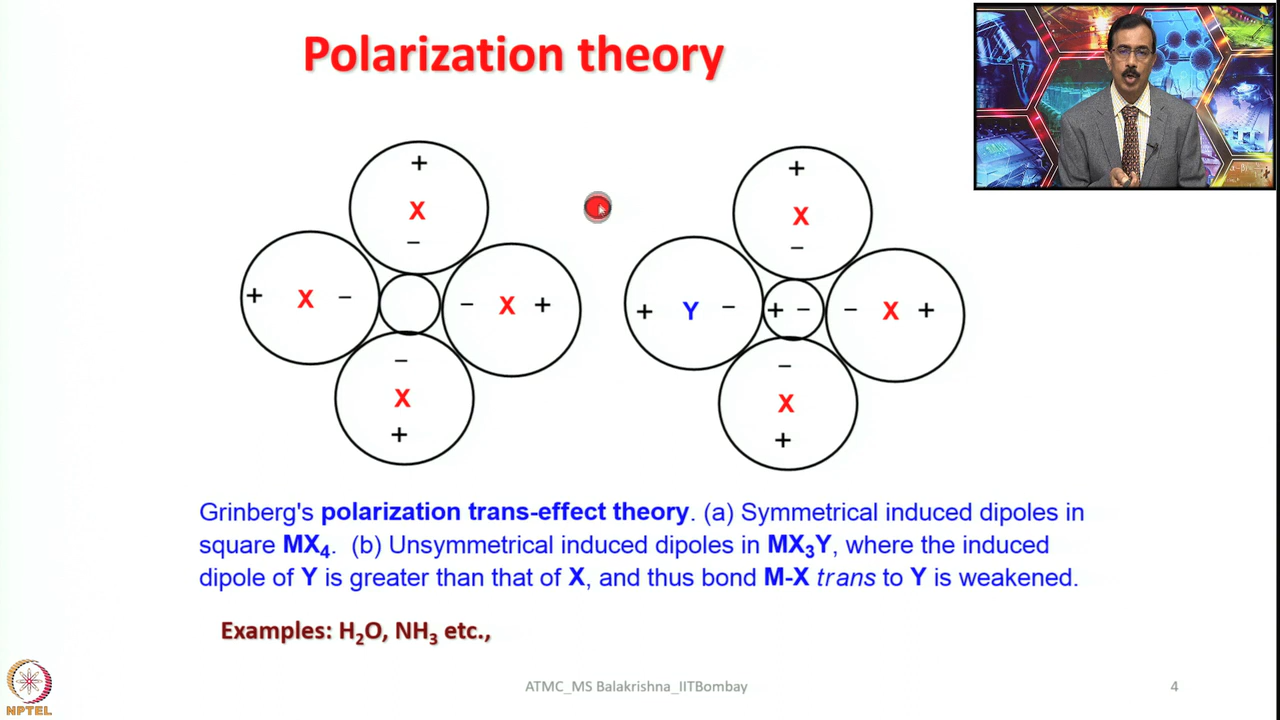 Polarization theory
+
X
−
+ X −
− X +
−
X
+
+
X
−
+ Y −
+ −
− X +
−
X
+
Grinberg's polarization trans-effect theory. (a) Symmetrical induced dipoles in
square MX₄. (b) Unsymmetrical induced dipoles in MX₃Y, where the induced
dipole of Y is greater than that of X, and thus bond M-X trans to Y is weakened.
Examples: H₂O, NH₃ etc.,
NPTEL
ATMC_MS Balakrishna_IITBombay
4